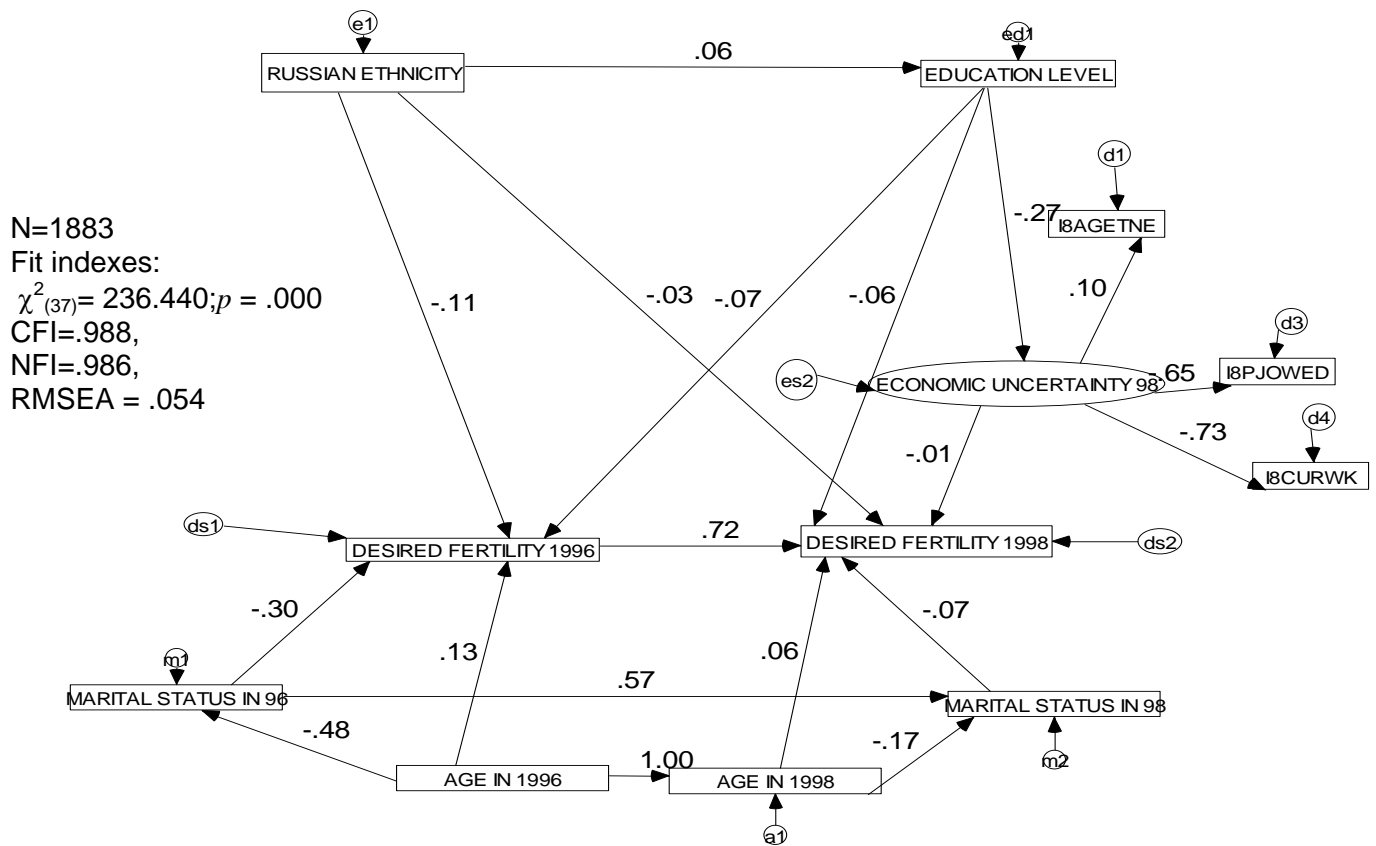 e1
ed1
.06
RUSSIAN ETHNICITY
EDUCATION LEVEL
d1
N=1883
Fit indexes:
χ²(37)= 236.440;p = .000
CFI=.988,
NFI=.986,
RMSEA = .054
-.27
I8AGETNE
-.11
-.03
-.07
-.06
.10
d3
es2
ECONOMIC UNCERTAINTY 98
-.65
I8PJOWED
d4
-.73
-.01
I8CURWK
ds1
.72
DESIRED FERTILITY 1996
DESIRED FERTILITY 1998
ds2
-.30
-.07
.13
.06
m1
.57
MARITAL STATUS IN 96
MARITAL STATUS IN 98
-.48
-.17
1.00
m2
AGE IN 1996
AGE IN 1998
a1